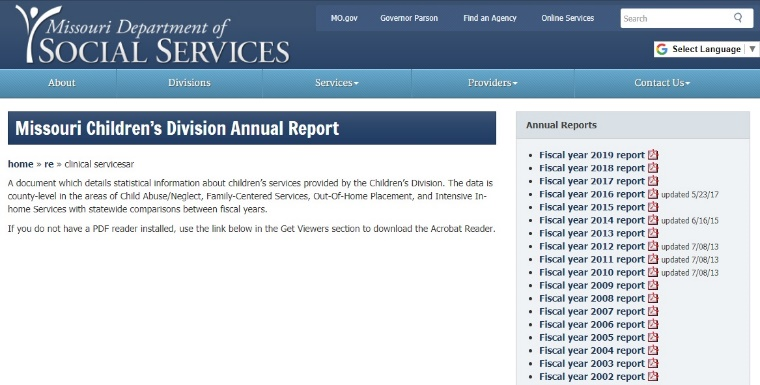 Missouri Department of
SOCIAL SERVICES
MO.gov Governor Parson Find an Agency Online Services Search
Select Language ▼
About Divisions Services Providers Contact Us
Missouri Children's Division Annual Report
home » re » clinical servicesar
A document which details statistical information about children's services provided by the Children's Division. The data is
county-level in the areas of Child Abuse/Neglect, Family-Centered Services, Out-Of-Home Placement, and Intensive In-
home Services with statewide comparisons between fiscal years.
If you do not have a PDF reader installed, use the link below in the Get Viewers section to download the Acrobat Reader.
Annual Reports
Fiscal year 2019 report
Fiscal year 2018 report
Fiscal year 2017 report
Fiscal year 2016 report updated 5/23/17
Fiscal year 2015 report
Fiscal year 2014 report updated 6/16/15
Fiscal year 2013 report
Fiscal year 2012 report updated 7/08/13
Fiscal year 2011 report updated 7/08/13
Fiscal year 2010 report updated 7/08/13
Fiscal year 2009 report
Fiscal year 2008 report
Fiscal year 2007 report
Fiscal year 2006 report
Fiscal year 2005 report
Fiscal year 2004 report
Fiscal year 2003 report
Fiscal year 2002 report